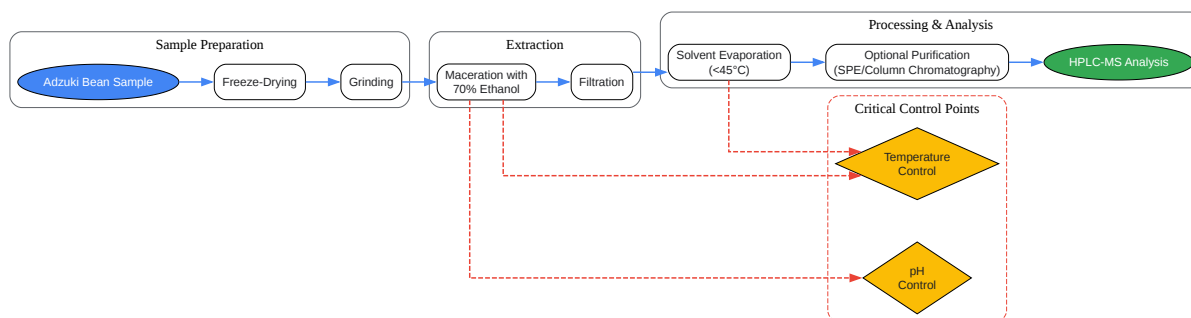 Processing & Analysis
Sample Preparation
Extraction
Adzuki Bean Sample
Freeze-Drying
Grinding
Maceration with
70% Ethanol
Filtration
Solvent Evaporation
(<45°C)
Optional Purification
(SPE/Column Chromatography)
HPLC-MS Analysis
Critical Control Points
Temperature
Control
pH
Control